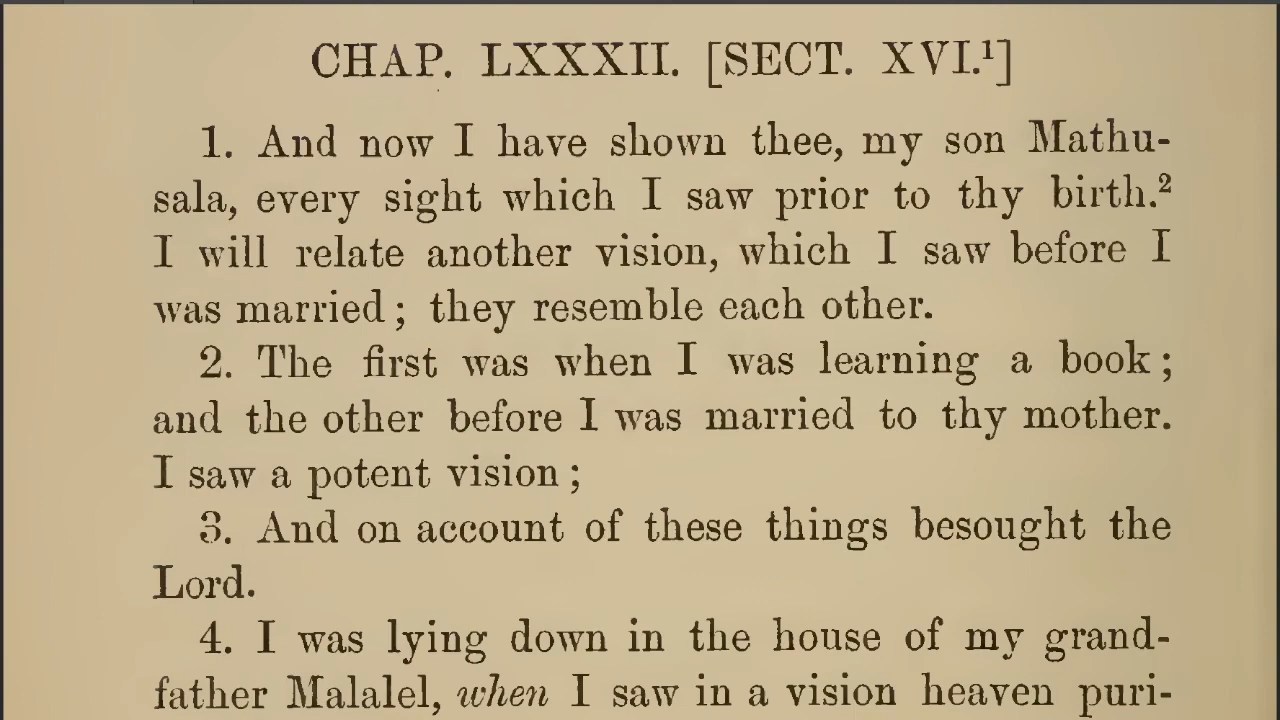 CHAP. LXXXII. [SECT. XVI.¹]
1. And now I have shown thee, my son Mathu-
sala, every sight which I saw prior to thy birth.²
I will relate another vision, which I saw before I
was married; they resemble each other.
2. The first was when I was learning a book;
and the other before I was married to thy mother.
I saw a potent vision;
3. And on account of these things besought the
Lord.
4. I was lying down in the house of my grand-
father Malalel, when I saw in a vision heaven puri-